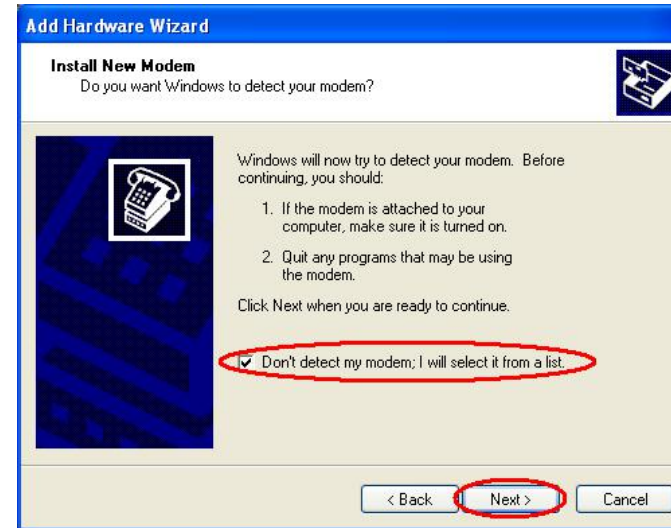 Add Hardware Wizard
Install New Modem
Do you want Windows to detect your modem?
Windows will now try to detect your modem. Before
continuing, you should:
1. If the modem is attached to your
computer, make sure it is turned on.
2. Quit any programs that may be using
the modem.
Click Next when you are ready to continue.
Don't detect my modem; I will select it from a list.
< Back Next > Cancel